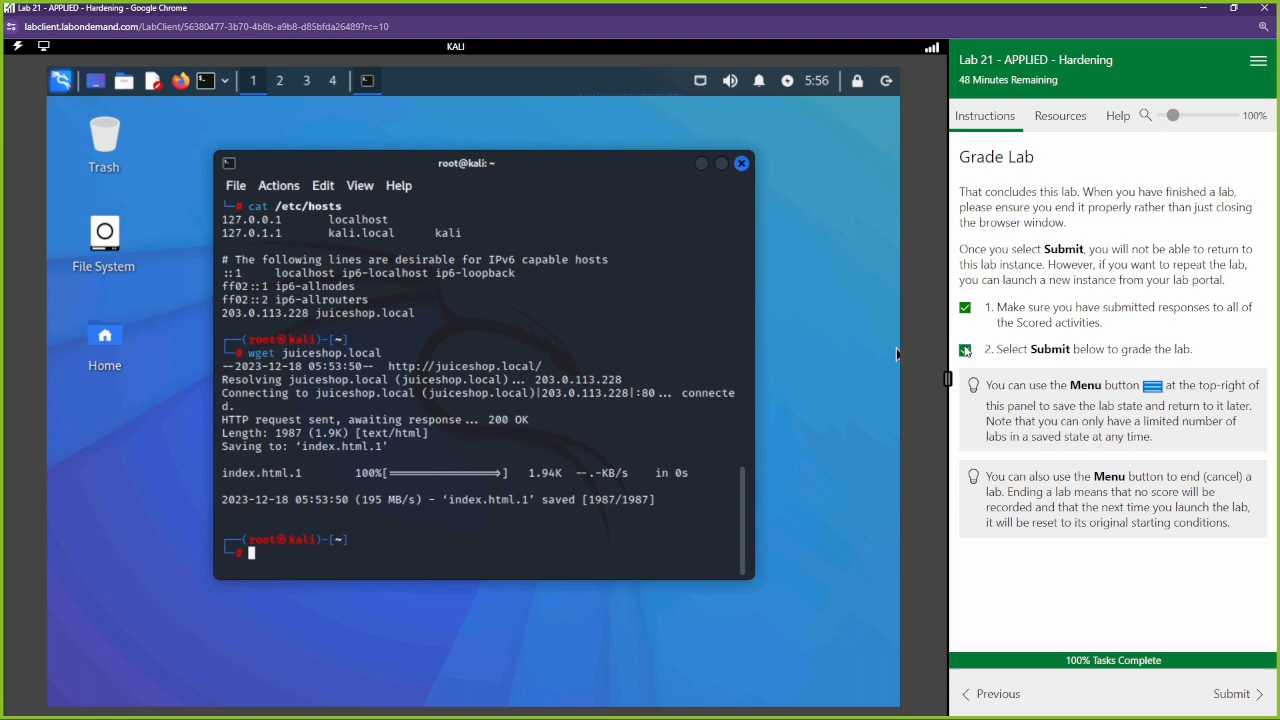 Lab 21 - APPLIED - Hardening - Google Chrome
labclient.labondemand.com/LabClient/56380477-3b70-4b8b-a9b8-d85bfda26489?rc=10
KALI
1 2 3 4
5:56
Trash
File System
Home
root@kali: ~
File Actions Edit View Help
└─# cat /etc/hosts
127.0.0.1 localhost
127.0.1.1 kali.local kali
# The following lines are desirable for IPv6 capable hosts
::1 localhost ip6-localhost ip6-loopback
ff02::1 ip6-allnodes
ff02::2 ip6-allrouters
203.0.113.228 juiceshop.local
┌──(root㉿kali)-[~]
└─# wget juiceshop.local
--2023-12-18 05:53:50-- http://juiceshop.local/
Resolving juiceshop.local (juiceshop.local)... 203.0.113.228
Connecting to juiceshop.local (juiceshop.local)|203.0.113.228|:80... connecte
d.
HTTP request sent, awaiting response... 200 OK
Length: 1987 (1.9K) [text/html]
Saving to: ‘index.html.1’
index.html.1 100%[===================>] 1.94K --.-KB/s in 0s
2023-12-18 05:53:50 (195 MB/s) - ‘index.html.1’ saved [1987/1987]
┌──(root㉿kali)-[~]
└─#
Lab 21 - APPLIED - Hardening
48 Minutes Remaining
Instructions Resources Help 100%
Grade Lab
That concludes this lab. When you have finished a lab,
please ensure you end it properly rather than just closing
the browser window.
Once you select Submit, you will not be able to return to
this lab instance. However, if you want to repeat the lab,
you can launch a new instance from your lab portal.
1. Make sure you have submitted responses to all of
the Scored activities.
2. Select Submit below to grade the lab.
You can use the Menu button at the top-right of
this panel to save the lab state and return to it later.
Note that you can only have a limited number of
labs in a saved state at any time.
You can also use the Menu button to end (cancel) a
lab. Ending a lab means that no score will be
recorded and that the next time you launch the lab,
it will be reset to its original starting conditions.
100% Tasks Complete
Previous Submit